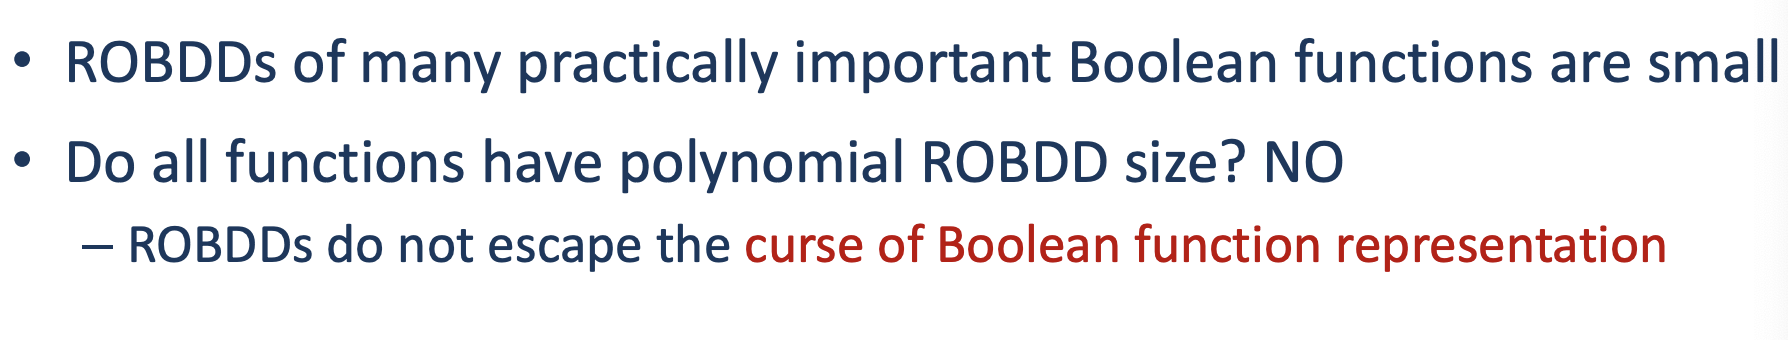 • ROBDDs of many practically important Boolean functions are small
• Do all functions have polynomial ROBDD size? NO
– ROBDDs do not escape the curse of Boolean function representation